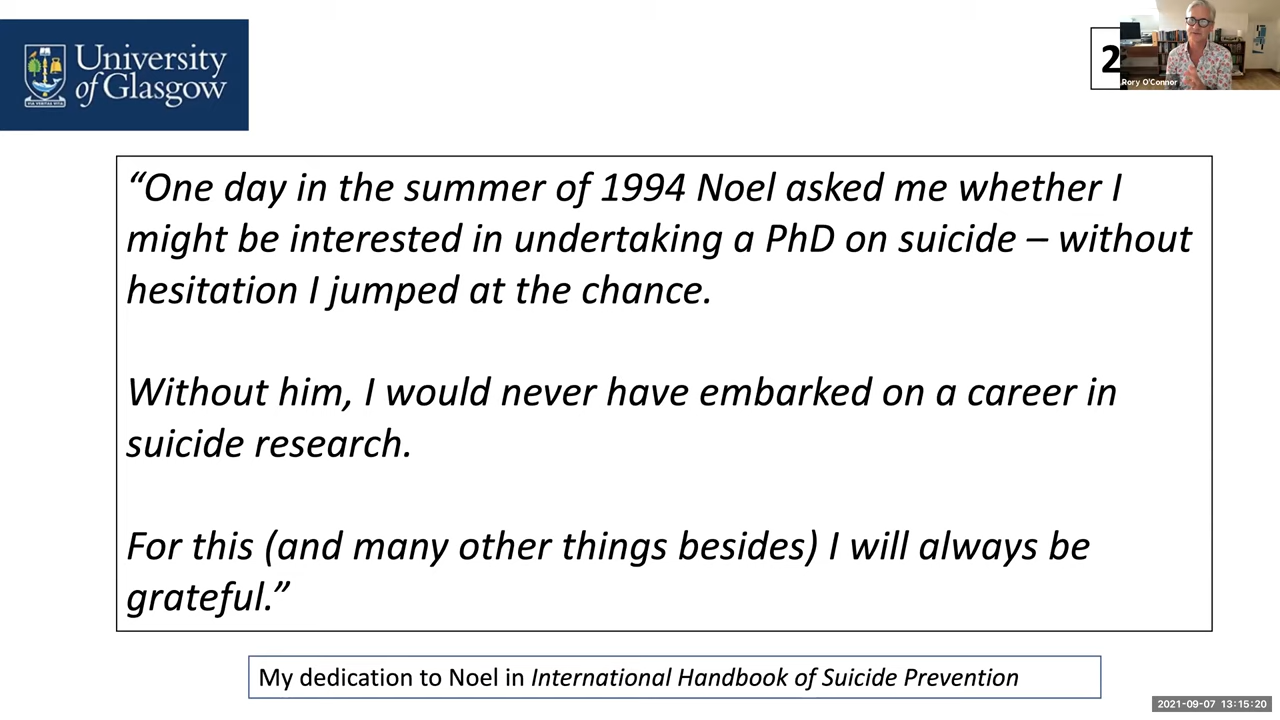 University
of Glasgow
VIA VERITAS VITA
2
Rory O'Connor
“One day in the summer of 1994 Noel asked me whether I
might be interested in undertaking a PhD on suicide – without
hesitation I jumped at the chance.
Without him, I would never have embarked on a career in
suicide research.
For this (and many other things besides) I will always be
grateful.”
My dedication to Noel in International Handbook of Suicide Prevention
2021-09-07 13:15:20